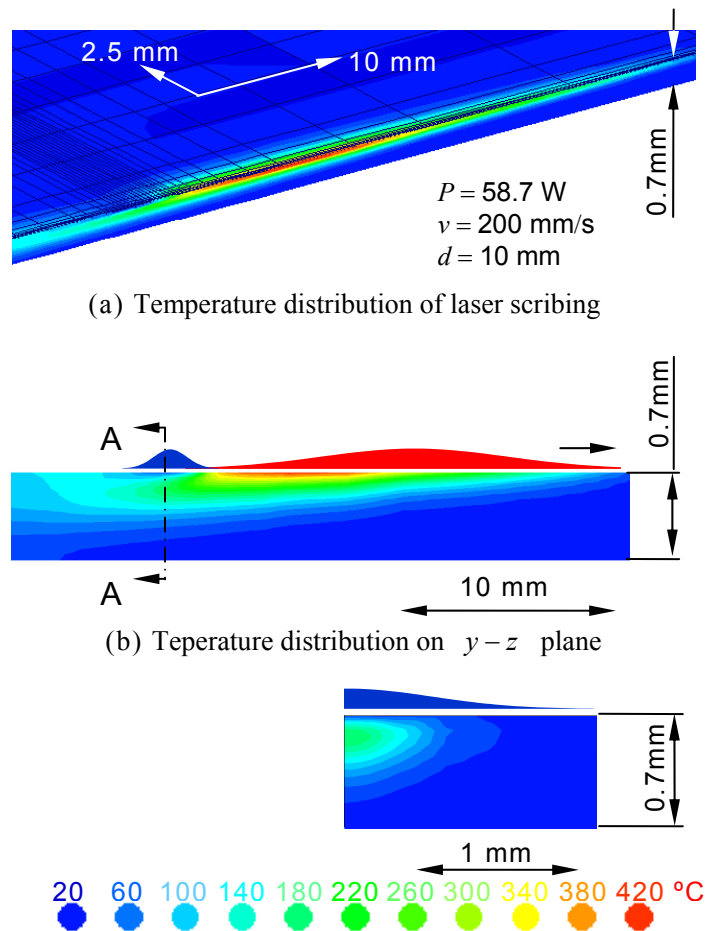 2.5 mm
10 mm
0.7mm
P = 58.7 W
v = 200 mm/s
d = 10 mm
(a) Temperature distribution of laser scribing
0.7mm
A
A
10 mm
(b) Teperature distribution on y − z plane
0.7mm
1 mm
20 60 100 140 180 220 260 300 340 380 420 ºC